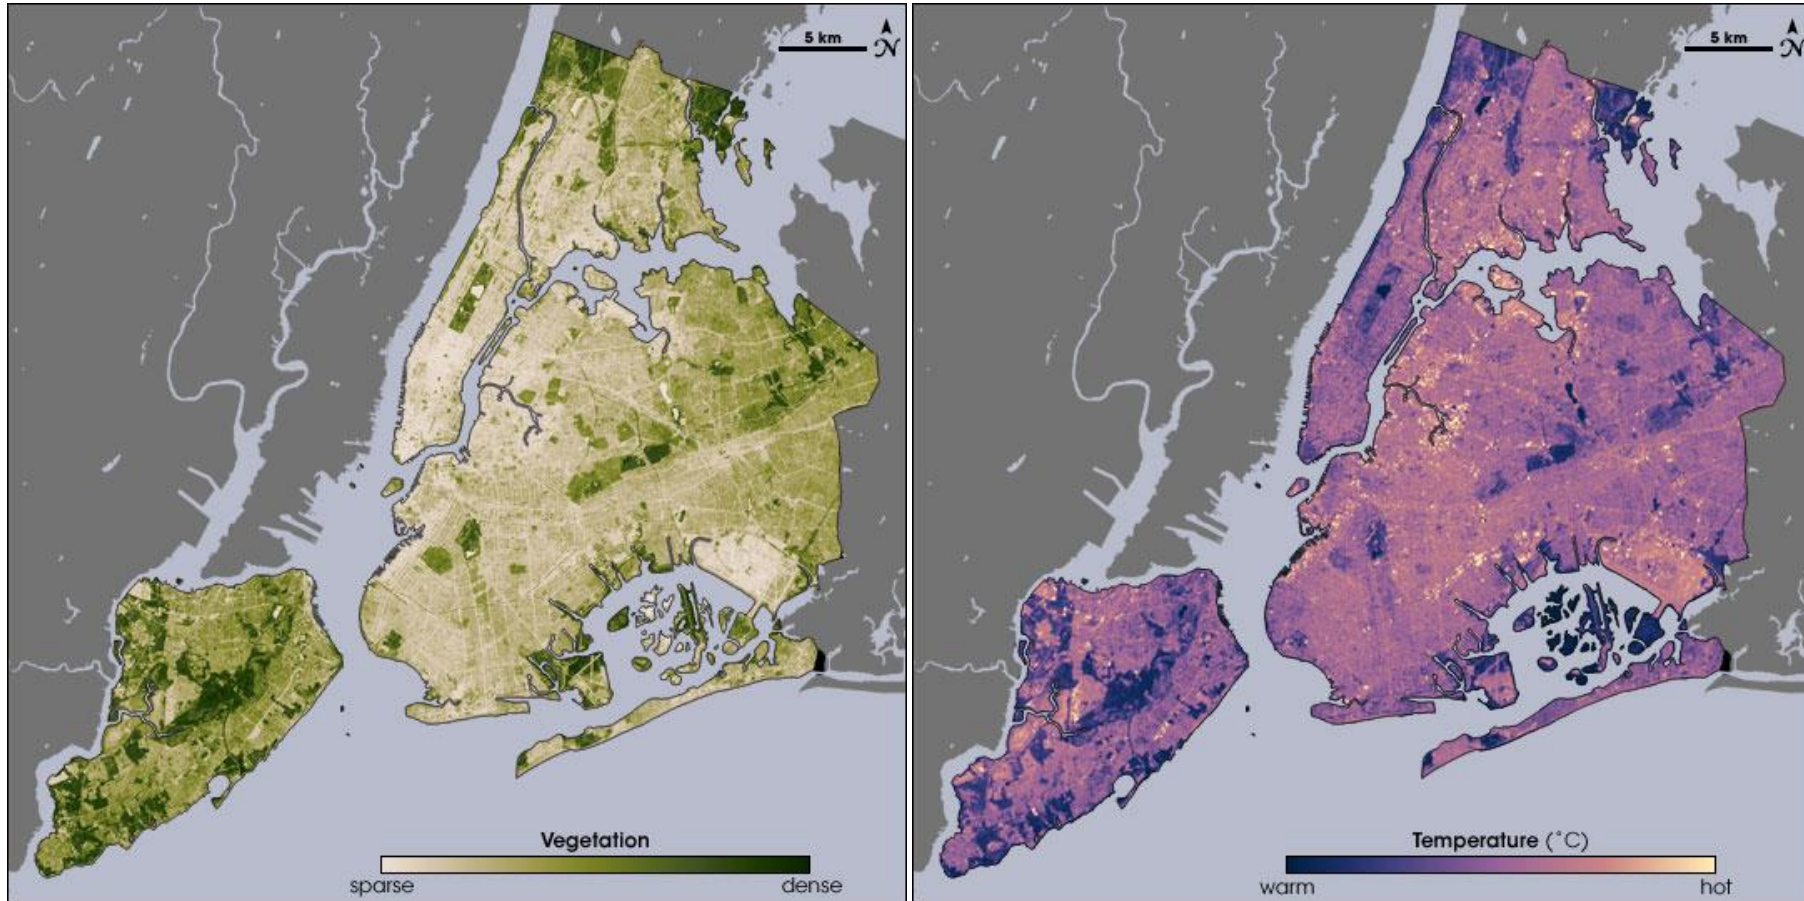 5 km
N
Vegetation
sparse
dense
5 km
N
Temperature (°C)
warm
hot